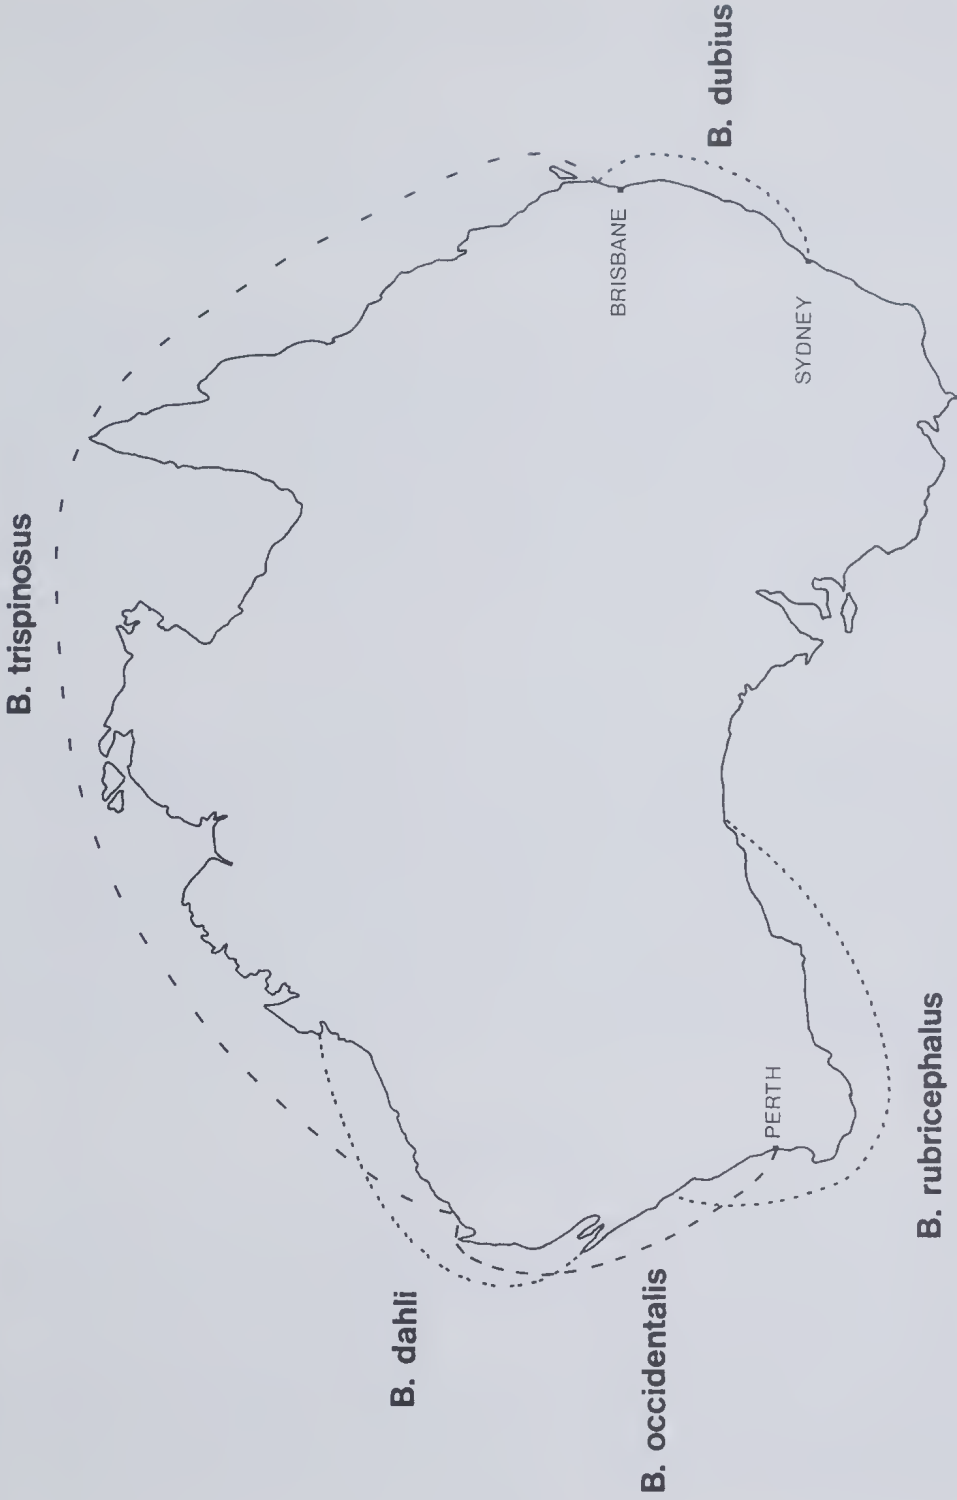 B. trispinosus
B. dahli
B. occidentalis
PERTH
B. rubricephalus
BRISBANE
SYDNEY
B. dubius